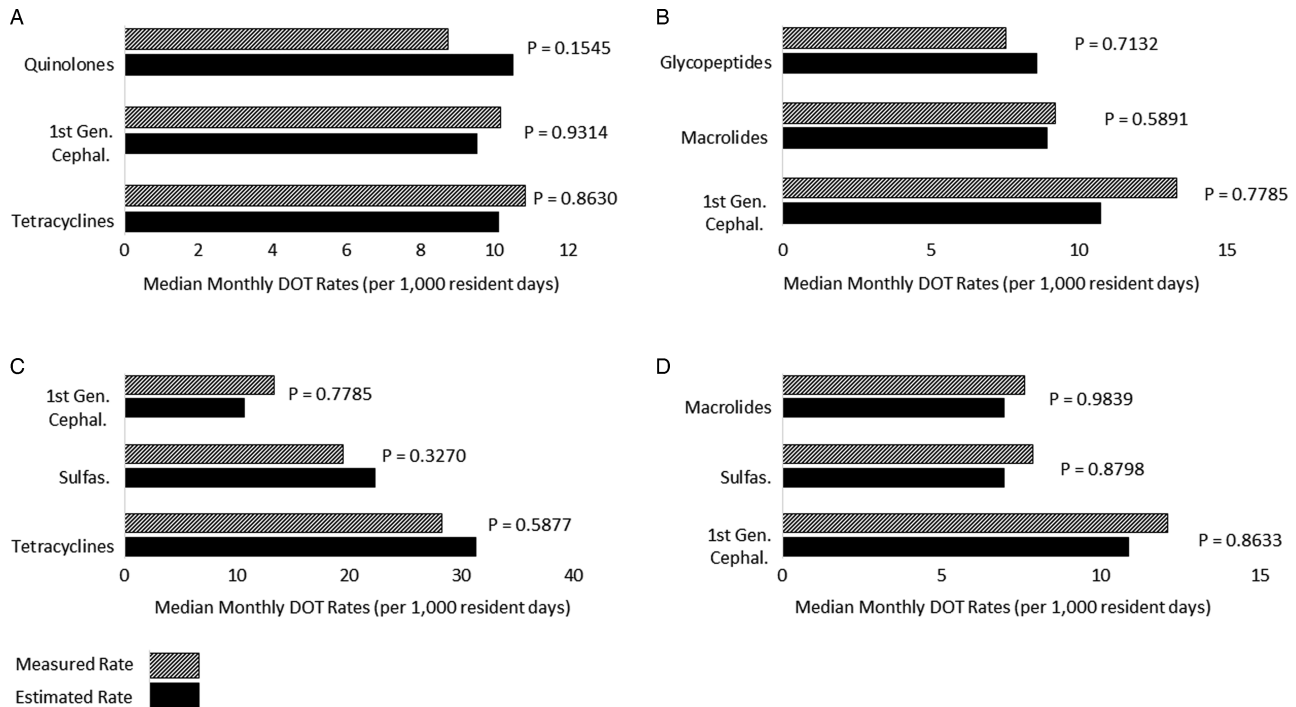 A
Quinolones
P = 0.1545
1st Gen.
Cephal.
P = 0.9314
Tetracyclines
P = 0.8630
0 2 4 6 8 10 12
Median Monthly DOT Rates (per 1,000 resident days)
B
Glycopeptides
P = 0.7132
Macrolides
P = 0.5891
1st Gen.
Cephal.
P = 0.7785
0 5 10 15
Median Monthly DOT Rates (per 1,000 resident days)
C
1st Gen.
Cephal.
P = 0.7785
Sulfas.
P = 0.3270
Tetracyclines
P = 0.5877
0 10 20 30 40
Median Monthly DOT Rates (per 1,000 resident days)
D
Macrolides
P = 0.9839
Sulfas.
P = 0.8798
1st Gen.
Cephal.
P = 0.8633
0 5 10 15
Median Monthly DOT Rates (per 1,000 resident days)
Measured Rate
Estimated Rate